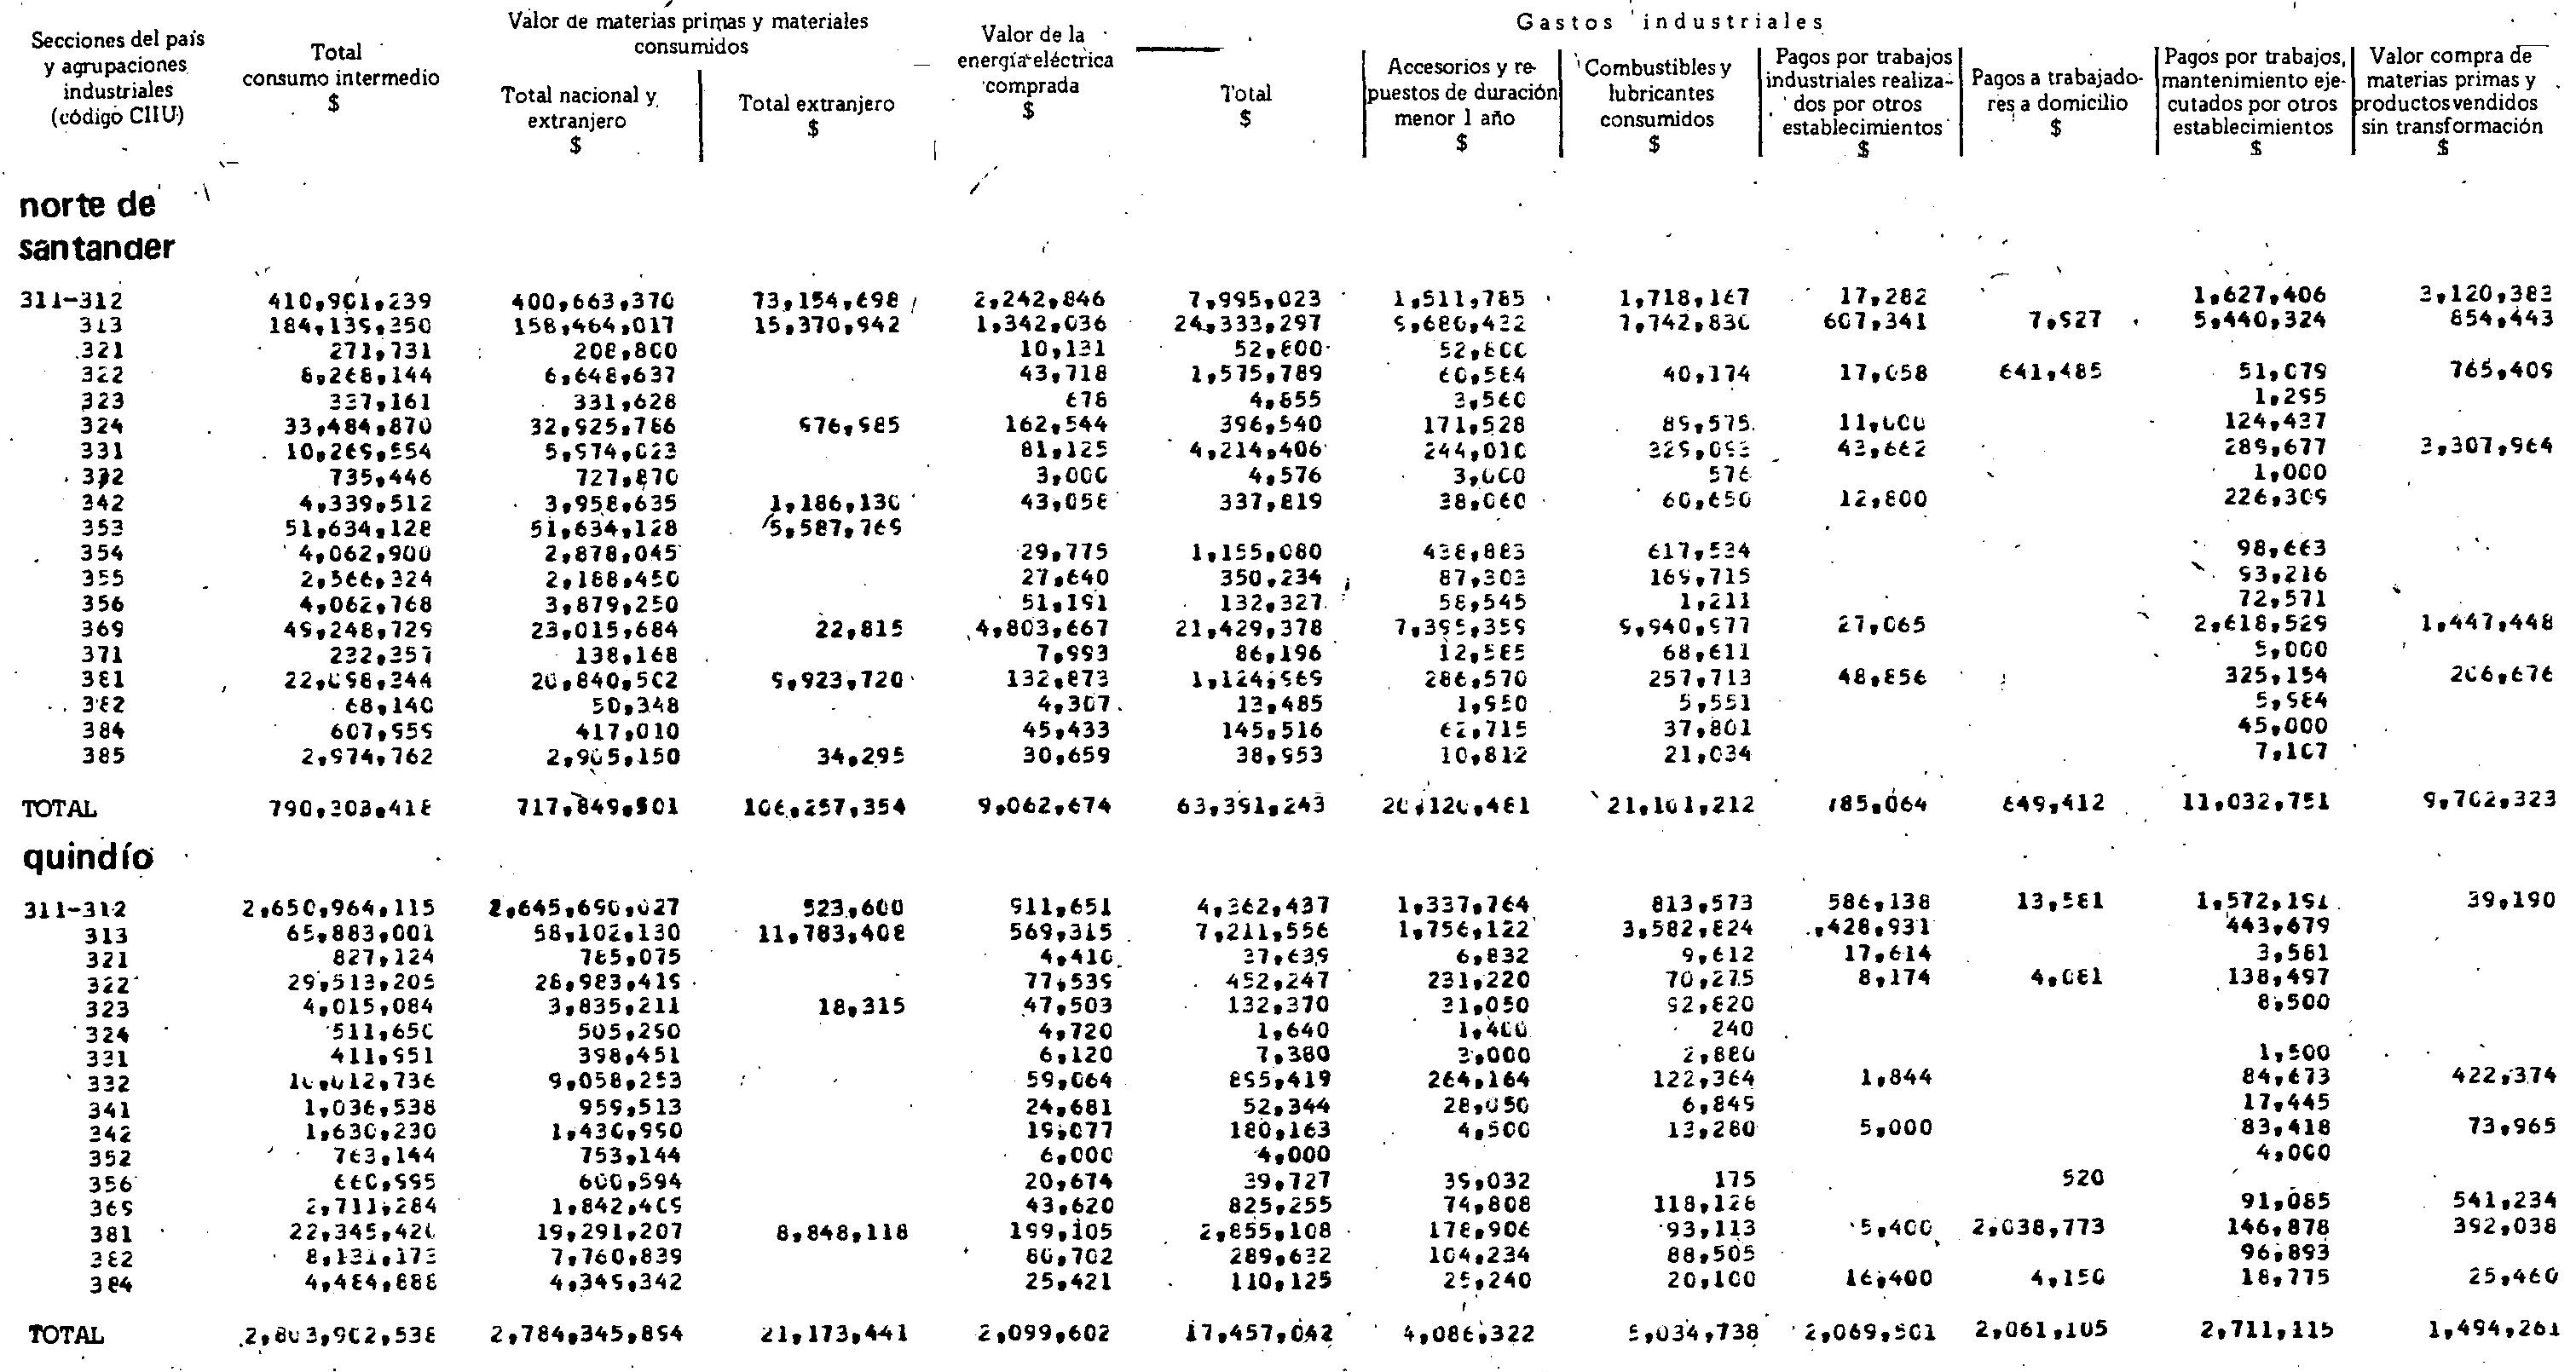 Valor de materias primas y materiales consumidos
Gastos industriales
Secciones del país y agrupaciones industriales (código CIIU)
Total consumo intermedio $
Total nacional y extranjero $
Total extranjero $
Valor de la energía eléctrica comprada $
Total $
Accesorios y repuestos de duración menor 1 año $
Combustibles y lubricantes consumidos $
Pagos por trabajos industriales realizados por otros establecimientos $
Pagos a trabajadores a domicilio $
Pagos por trabajos, mantenimiento ejecutados por otros establecimientos $
Valor compra de materias primas y productos vendidos sin transformación $
norte de
santander
311-312 410,901,239 400,663,370 73,154,698 2,242,846 7,995,023 1,511,785 1,718,167 17,282 1,627,406 3,120,383
313 184,139,350 158,464,017 15,370,942 1,342,036 24,333,297 9,680,432 7,742,830 607,341 7,927 5,440,324 854,443
321 271,731 208,800 10,131 52,800 52,800
322 8,268,144 6,648,637 43,718 1,575,789 60,584 40,174 17,058 641,485 51,079 765,409
323 337,161 331,628 678 4,855 3,560 1,295
324 33,484,870 32,925,786 976,985 162,544 396,540 171,528 89,575 11,000 124,437
331 10,269,554 5,974,023 81,125 4,214,406 244,010 329,093 43,662 289,677 3,307,964
332 735,446 727,870 3,000 4,576 3,000 576 1,000
342 4,339,512 3,958,635 1,186,130 43,058 337,819 38,060 60,650 12,800 226,309
353 51,634,128 51,634,128 5,587,769
354 4,062,900 2,878,045 29,775 1,155,080 438,883 617,534 98,663
355 2,566,324 2,188,450 27,640 350,234 87,303 169,715 93,216
356 4,062,768 3,879,250 51,191 132,327 58,545 1,211 72,571
369 49,248,729 23,015,684 22,815 4,803,667 21,429,378 7,395,359 9,940,977 27,065 2,618,529 1,447,448
371 232,357 138,168 7,993 86,196 12,585 68,611 5,000
381 22,098,344 20,840,502 9,923,720 132,873 1,124,969 286,570 257,713 48,856 325,154 206,676
382 68,140 50,348 4,307 13,485 1,950 5,551 5,984
384 607,959 417,010 45,433 145,516 62,715 37,801 45,000
385 2,974,762 2,905,150 34,295 30,659 38,953 10,812 21,034 7,107
TOTAL 790,303,418 717,849,501 106,257,354 9,062,674 63,391,243 20,120,481 21,101,212 785,064 649,412 11,032,751 9,702,323
quindío
311-312 2,650,964,115 2,645,690,027 523,600 911,651 4,362,437 1,337,764 813,573 586,138 13,581 1,572,191 39,190
313 65,883,001 58,102,130 11,783,408 569,315 7,211,556 1,756,122 3,582,824 428,931 443,679
321 827,124 785,075 4,410 37,639 6,832 9,612 17,614 3,581
322 29,513,205 28,983,419 77,539 452,247 231,220 70,275 8,174 4,081 138,497
323 4,015,084 3,835,211 18,315 47,503 132,370 31,050 92,820 8,500
324 511,650 505,290 4,720 1,640 1,400 240
331 411,951 398,451 6,120 7,380 3,000 2,880 1,500
332 10,012,736 9,058,253 59,064 895,419 264,164 122,364 1,844 84,673 422,374
341 1,036,538 959,513 24,681 52,344 28,050 6,849 17,445
342 1,630,230 1,430,990 19,077 180,163 4,500 13,280 5,000 83,418 73,965
352 763,144 753,144 6,000 4,000 4,000
356 660,995 600,594 20,674 39,727 39,032 175 520
369 2,711,284 1,842,409 43,620 825,255 74,808 118,128 91,085 541,234
381 22,345,420 19,291,207 8,848,118 199,105 2,855,108 178,906 93,113 5,400 2,038,773 146,878 392,038
382 8,131,173 7,760,839 80,702 289,632 104,234 88,505 96,893
384 4,484,888 4,349,342 25,421 110,125 25,240 20,100 16,400 4,150 18,775 25,460
TOTAL 2,803,902,538 2,784,345,894 21,173,441 2,099,602 17,457,042 4,086,322 5,034,738 2,069,501 2,061,105 2,711,115 1,494,261